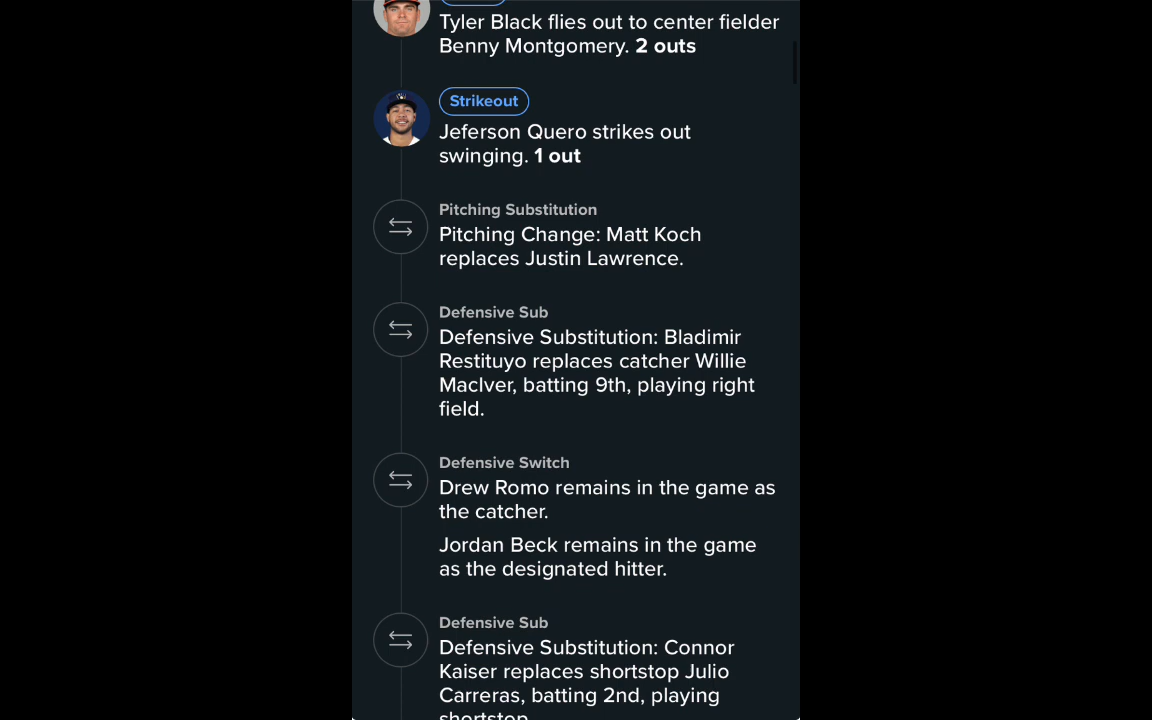 Tyler Black flies out to center fielder
Benny Montgomery. 2 outs
Strikeout
Jeferson Quero strikes out
swinging. 1 out
Pitching Substitution
Pitching Change: Matt Koch
replaces Justin Lawrence.
Defensive Sub
Defensive Substitution: Bladimir
Restituyo replaces catcher Willie
MacIver, batting 9th, playing right
field.
Defensive Switch
Drew Romo remains in the game as
the catcher.
Jordan Beck remains in the game
as the designated hitter.
Defensive Sub
Defensive Substitution: Connor
Kaiser replaces shortstop Julio
Carreras, batting 2nd, playing
shortstop